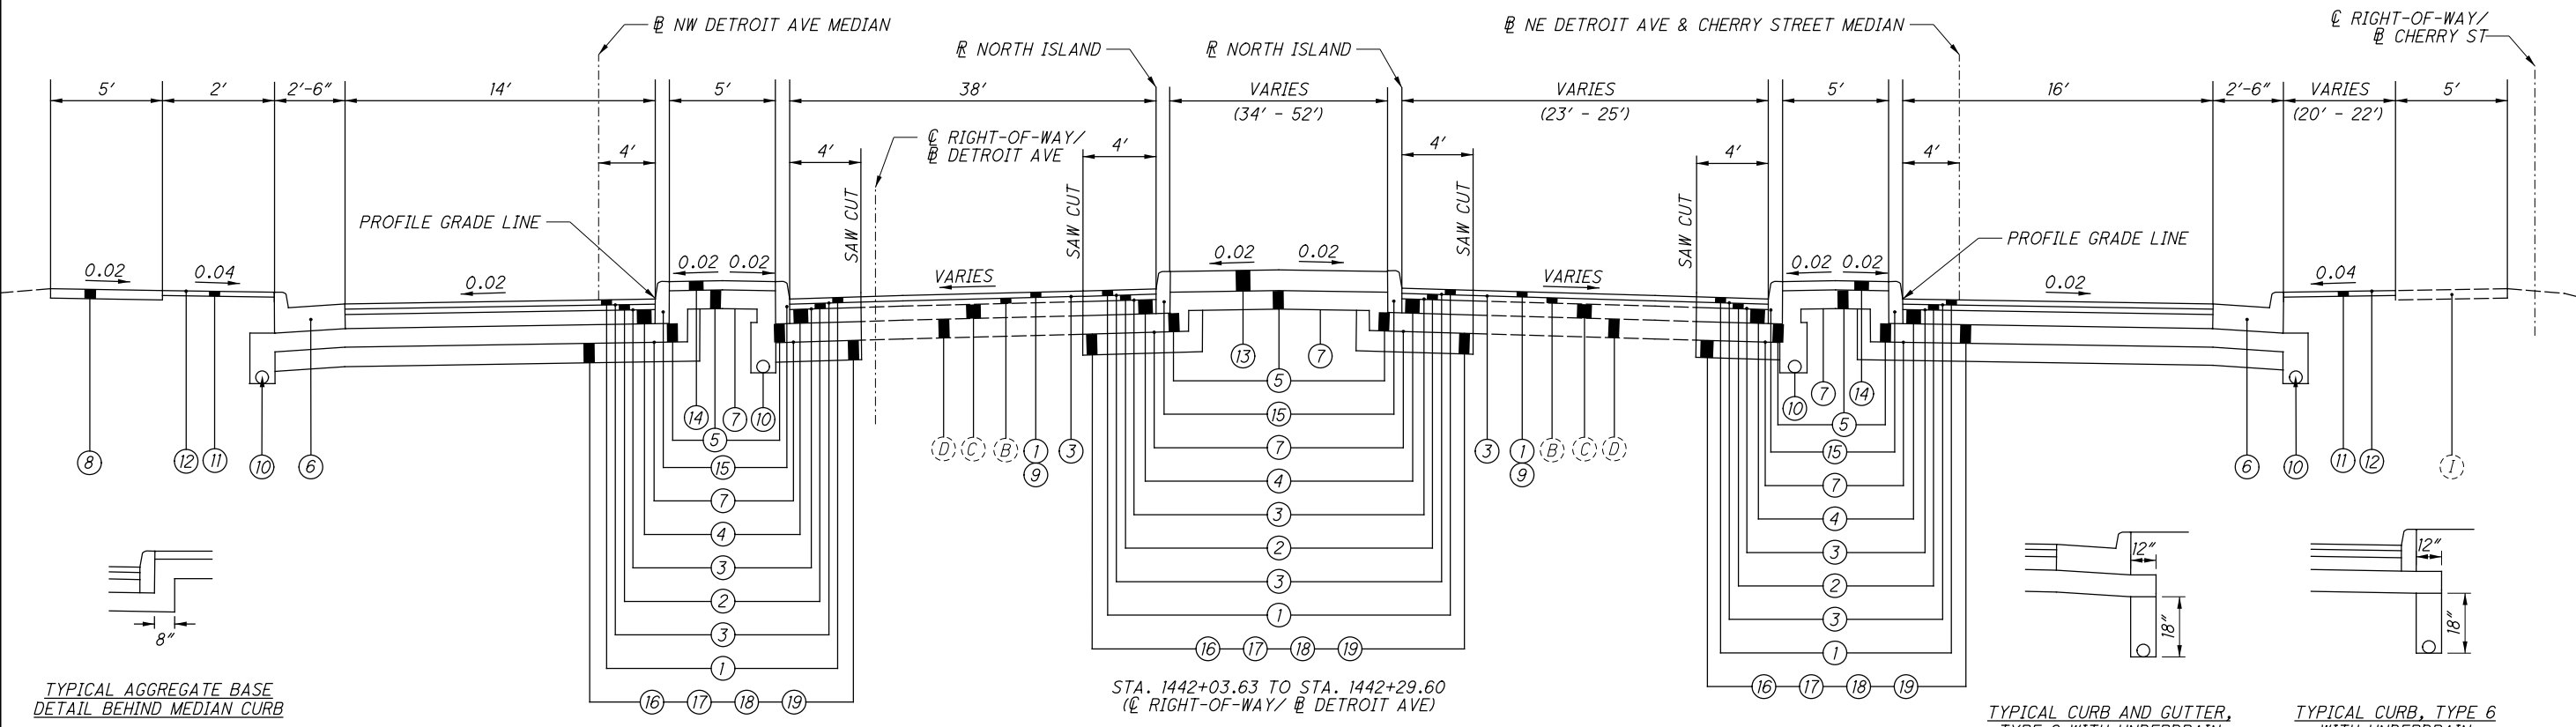 ℄ RIGHT-OF-WAY/
B̵L NW DETROIT AVE MEDIAN
B̵L NE DETROIT AVE & CHERRY STREET MEDIAN
B̵L CHERRY ST
R̵L NORTH ISLAND
R̵L NORTH ISLAND
5'
2'
2'-6"
14'
5'
38'
VARIES
VARIES
5'
16'
2'-6"
VARIES
5'
(34' - 52')
(23' - 25')
(20' - 22')
℄ RIGHT-OF-WAY/
B̵L DETROIT AVE
4'
4'
4'
4'
4'
4'
SAW CUT
SAW CUT
SAW CUT
SAW CUT
PROFILE GRADE LINE
PROFILE GRADE LINE
0.02
0.04
0.02
0.02
0.02
VARIES
0.02
0.02
VARIES
0.02
0.02
0.02
0.04
8
12
11
10
6
14
7
10
5
15
7
4
3
2
3
1
16 17 18 19
D
C
B
1
9
3
13
7
5
15
7
4
3
2
3
1
16 17 18 19
3
1
9
B
C
D
10
7
14
5
15
7
4
3
2
3
1
16 17 18 19
6
10
11
12
I
8"
TYPICAL AGGREGATE BASE
DETAIL BEHIND MEDIAN CURB
STA. 1442+03.63 TO STA. 1442+29.60
(℄ RIGHT-OF-WAY/ B̵L DETROIT AVE)
12"
18"
TYPICAL CURB AND GUTTER,
12"
18"
TYPICAL CURB, TYPE 6